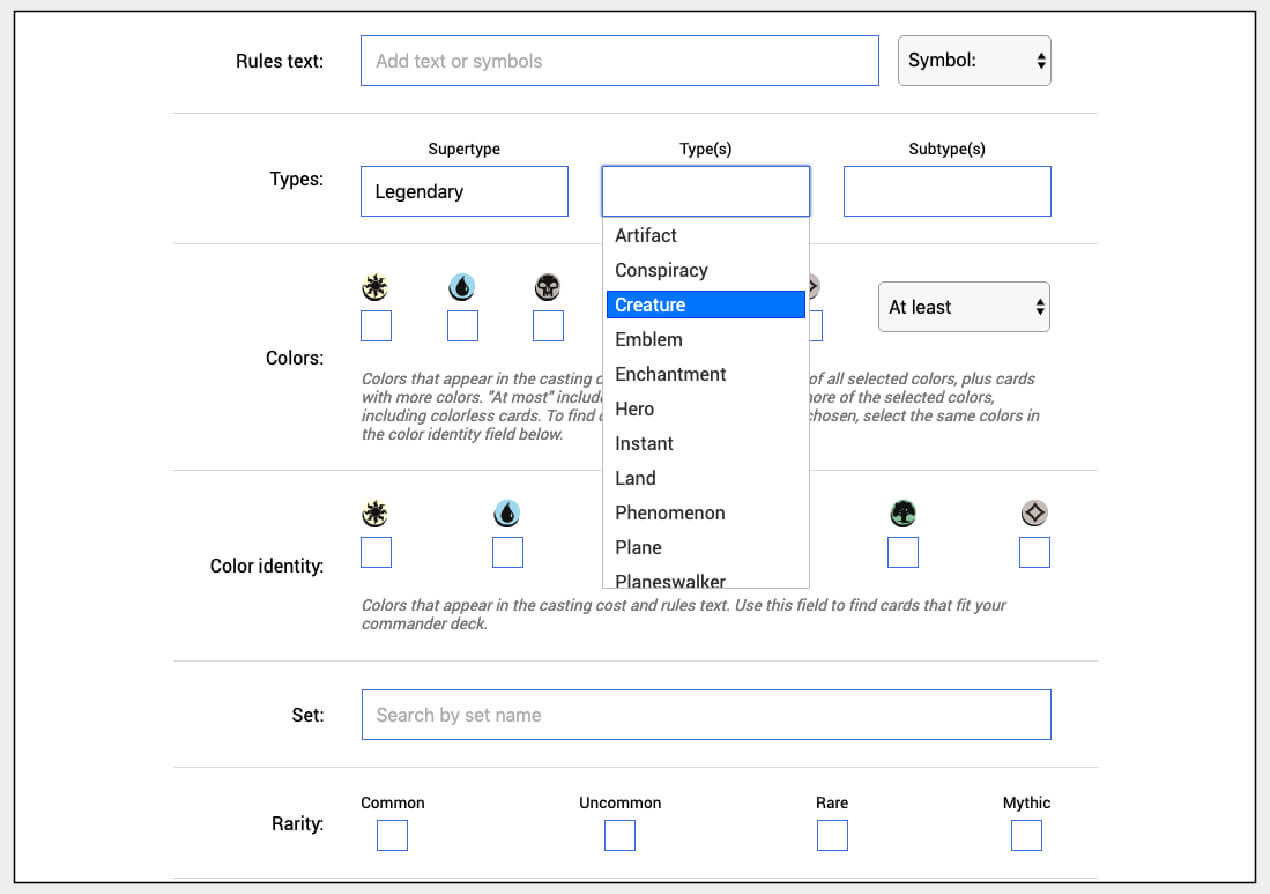 Rules text:
Add text or symbols
Symbol:
Supertype
Type(s)
Subtype(s)
Types:
Legendary
Artifact
Conspiracy
Creature
Emblem
Enchantment
Hero
Instant
Land
Phenomenon
Plane
Planeswalker
At least
Colors:
Colors that appear in the casting of all selected colors, plus cards
with more colors. "At most" of the selected colors,
including colorless cards. To find chosen, select the same colors in
the color identity field below.
Color identity:
Colors that appear in the casting cost and rules text. Use this field to find cards that fit your
commander deck.
Set:
Search by set name
Common
Uncommon
Rare
Mythic
Rarity: